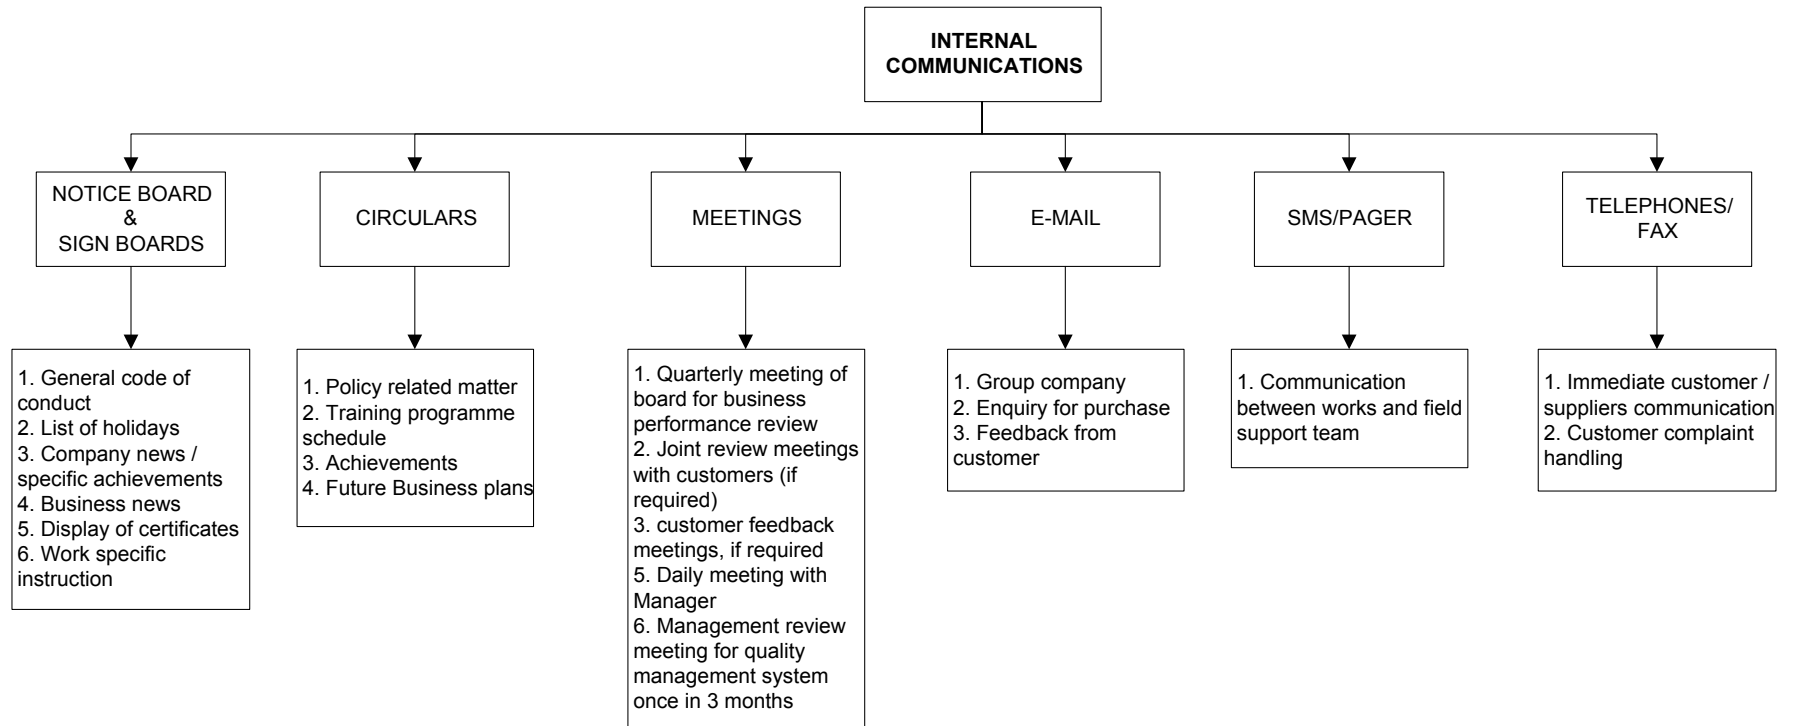 INTERNAL
COMMUNICATIONS
NOTICE BOARD
&
SIGN BOARDS
CIRCULARS
MEETINGS
E-MAIL
SMS/PAGER
TELEPHONES/
FAX
1. General code of
conduct
2. List of holidays
3. Company news /
specific achievements
4. Business news
5. Display of certificates
6. Work specific
instruction
1. Policy related matter
2. Training programme
schedule
3. Achievements
4. Future Business plans
1. Quarterly meeting of
board for business
performance review
2. Joint review meetings
with customers (if
required)
3. customer feedback
meetings, if required
5. Daily meeting with
Manager
6. Management review
meeting for quality
management system
once in 3 months
1. Group company
2. Enquiry for purchase
3. Feedback from
customer
1. Communication
between works and field
support team
1. Immediate customer /
suppliers communication
2. Customer complaint
handling